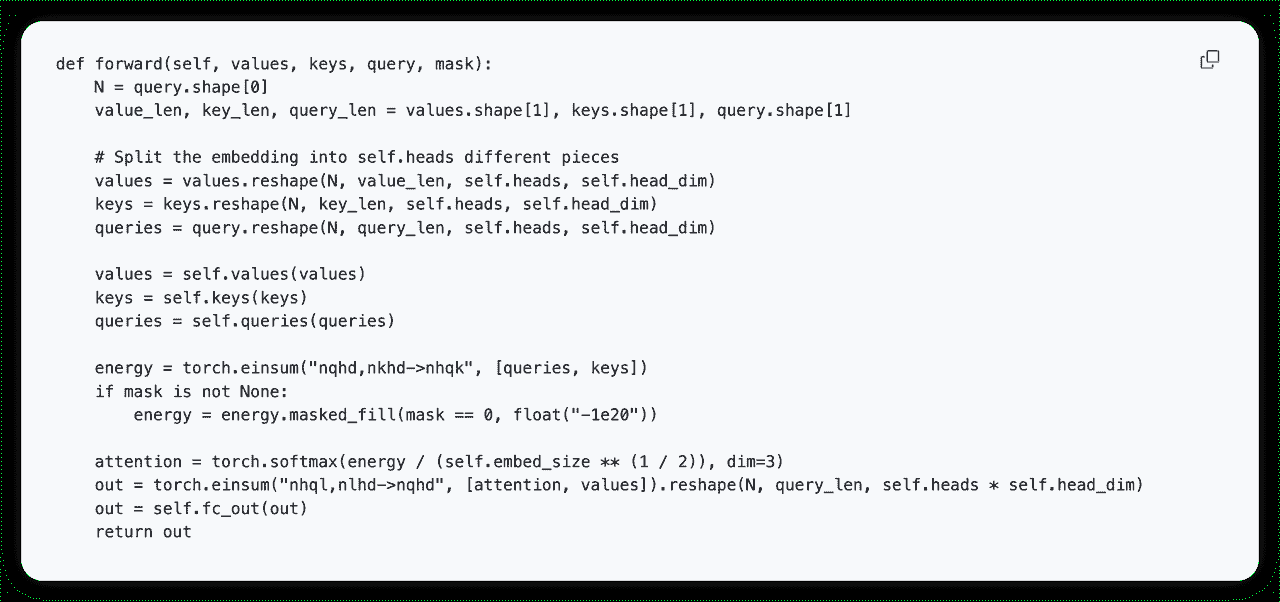 def forward(self, values, keys, query, mask):
    N = query.shape[0]
    value_len, key_len, query_len = values.shape[1], keys.shape[1], query.shape[1]

    # Split the embedding into self.heads different pieces
    values = values.reshape(N, value_len, self.heads, self.head_dim)
    keys = keys.reshape(N, key_len, self.heads, self.head_dim)
    queries = query.reshape(N, query_len, self.heads, self.head_dim)

    values = self.values(values)
    keys = self.keys(keys)
    queries = self.queries(queries)

    energy = torch.einsum("nqhd,nkhd->nhqk", [queries, keys])
    if mask is not None:
        energy = energy.masked_fill(mask == 0, float("-1e20"))

    attention = torch.softmax(energy / (self.embed_size ** (1 / 2)), dim=3)
    out = torch.einsum("nhql,nlhd->nqhd", [attention, values]).reshape(N, query_len, self.heads * self.head_dim)
    out = self.fc_out(out)
    return out